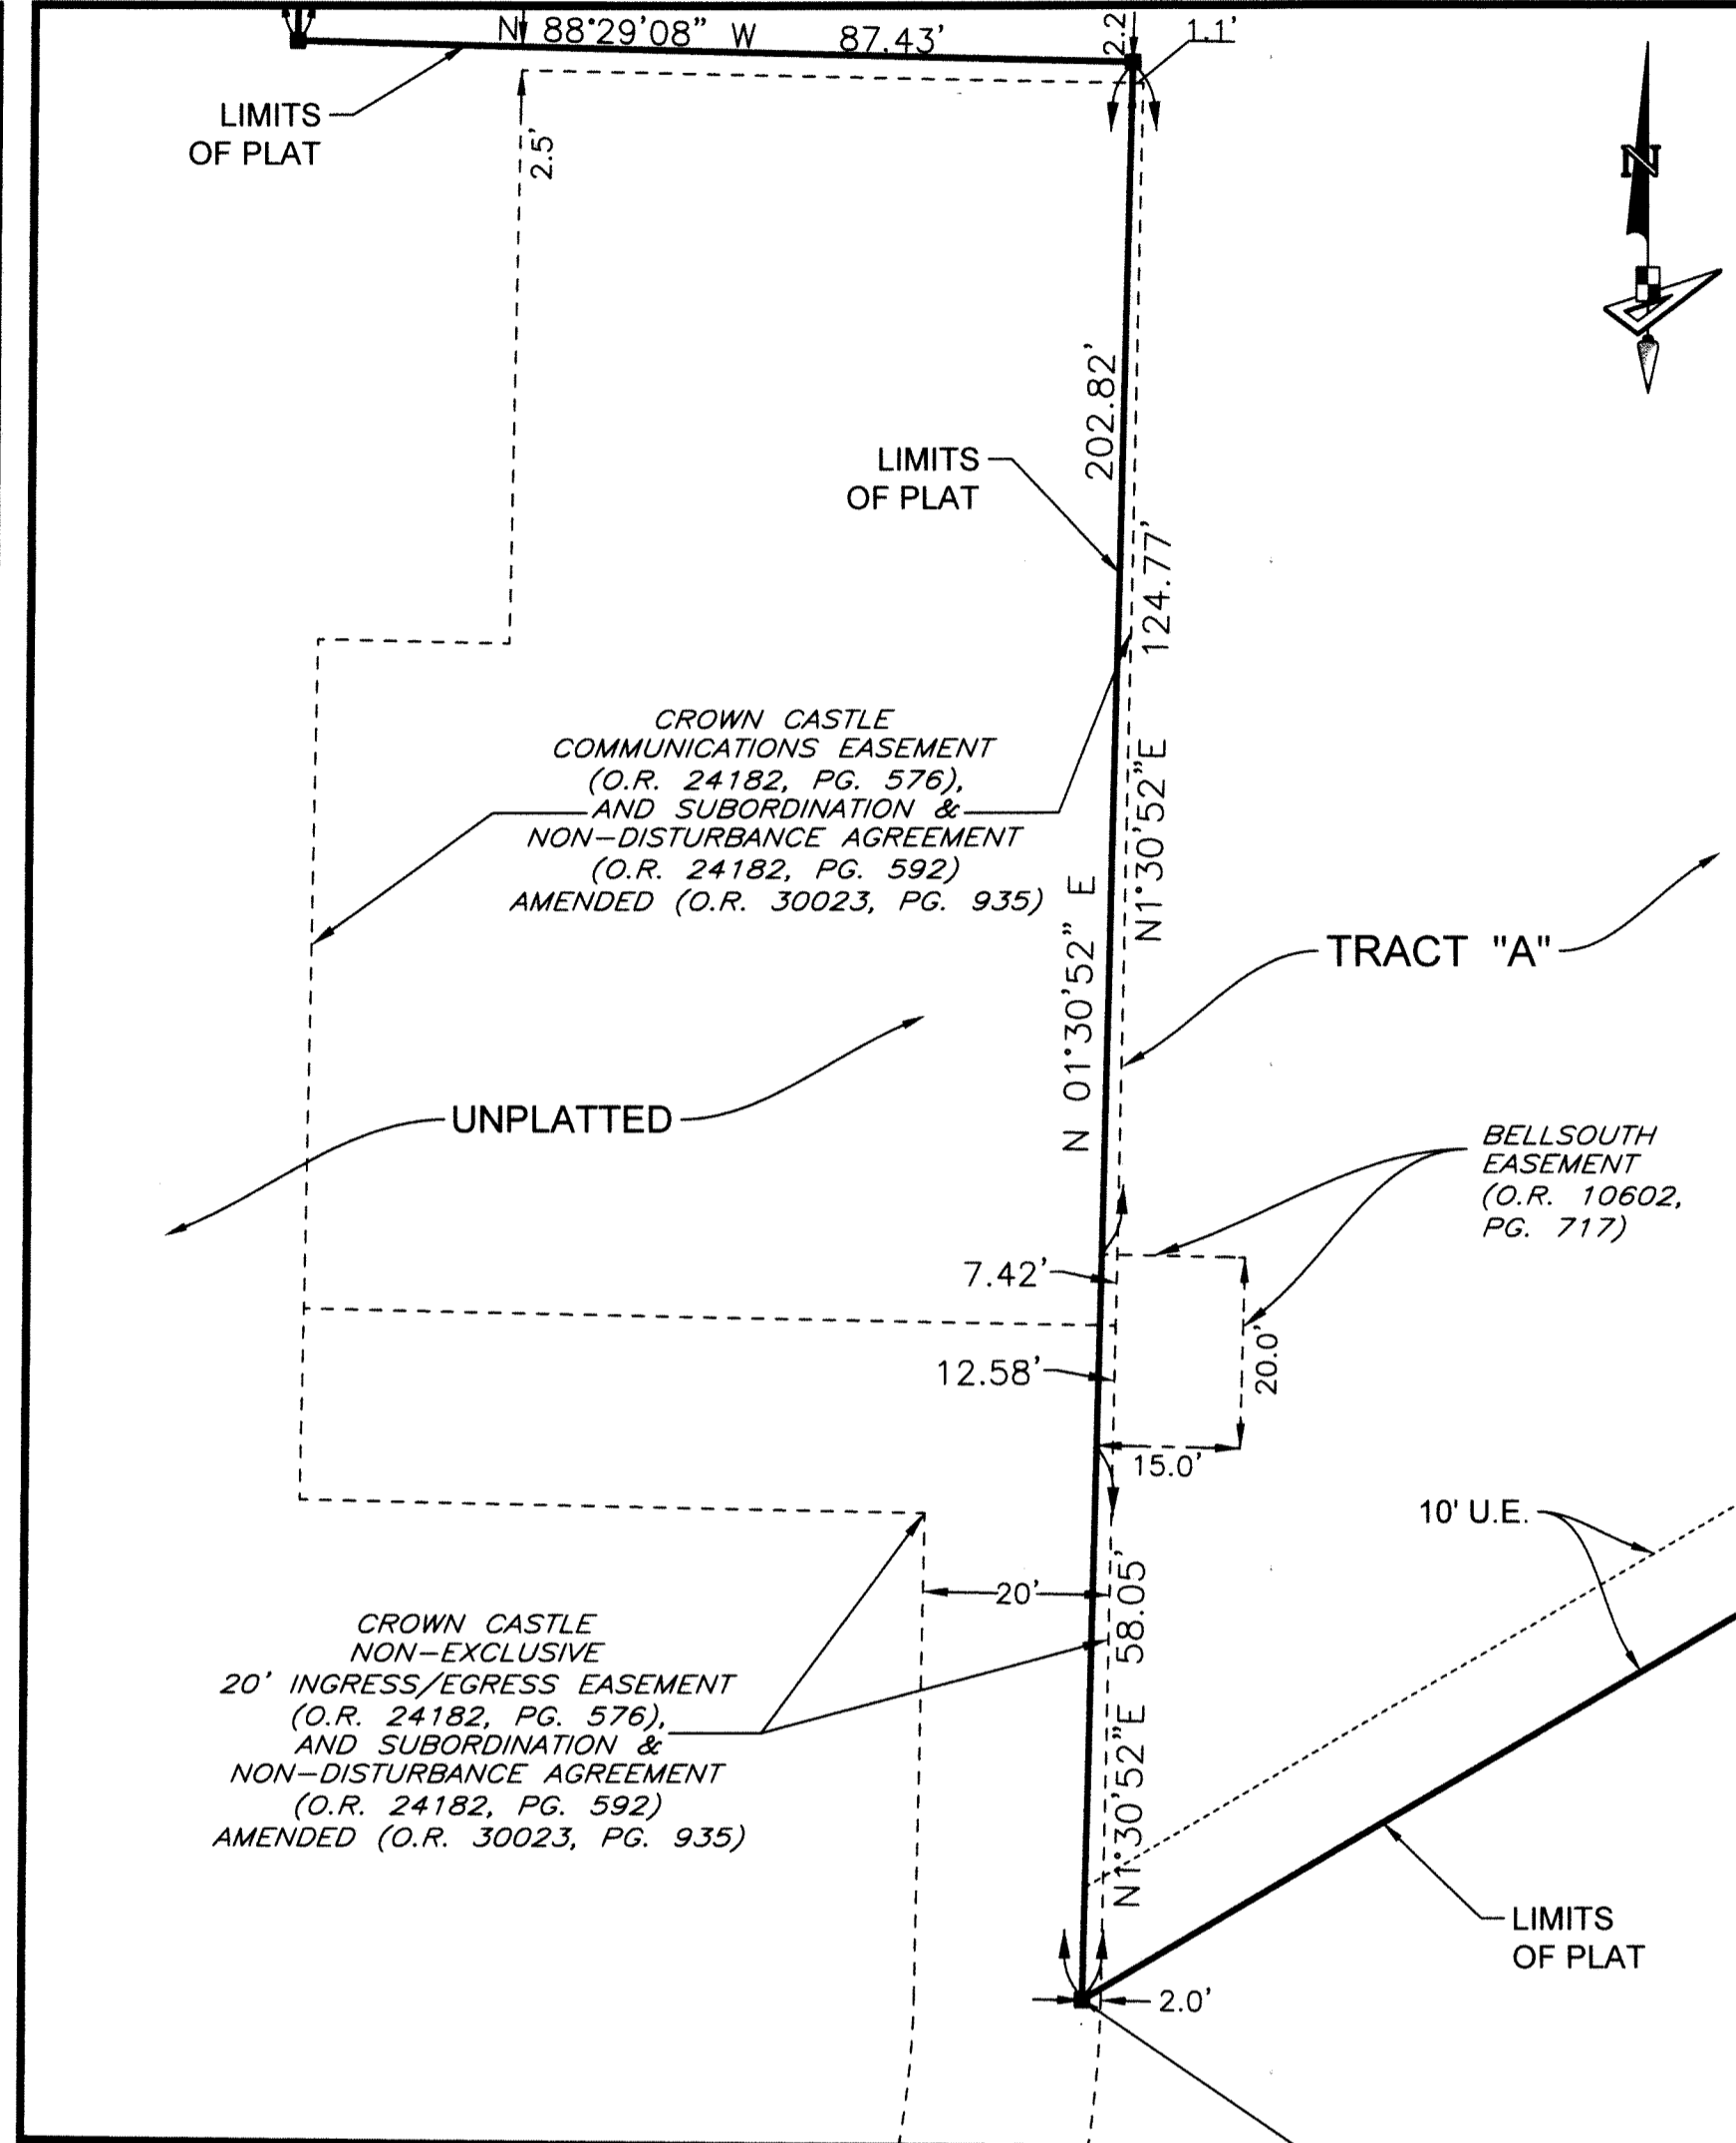 N 88°29'08" W 87.43'
2.2
1.1'
LIMITS
OF PLAT
2.5'
N
202.82'
LIMITS
OF PLAT
124.77'
CROWN CASTLE
COMMUNICATIONS EASEMENT
(O.R. 24182, PG. 576),
AND SUBORDINATION &
NON-DISTURBANCE AGREEMENT
(O.R. 24182, PG. 592)
AMENDED (O.R. 30023, PG. 935)
N1°30'52"E
N 01°30'52" E
TRACT "A"
UNPLATTED
BELLSOUTH
EASEMENT
(O.R. 10602,
PG. 717)
7.42'
12.58'
20.0'
15.0'
10' U.E.
20'
58.05'
CROWN CASTLE
NON-EXCLUSIVE
20' INGRESS/EGRESS EASEMENT
(O.R. 24182, PG. 576),
AND SUBORDINATION &
NON-DISTURBANCE AGREEMENT
(O.R. 24182, PG. 592)
AMENDED (O.R. 30023, PG. 935)
N1°30'52"E
LIMITS
OF PLAT
2.0'